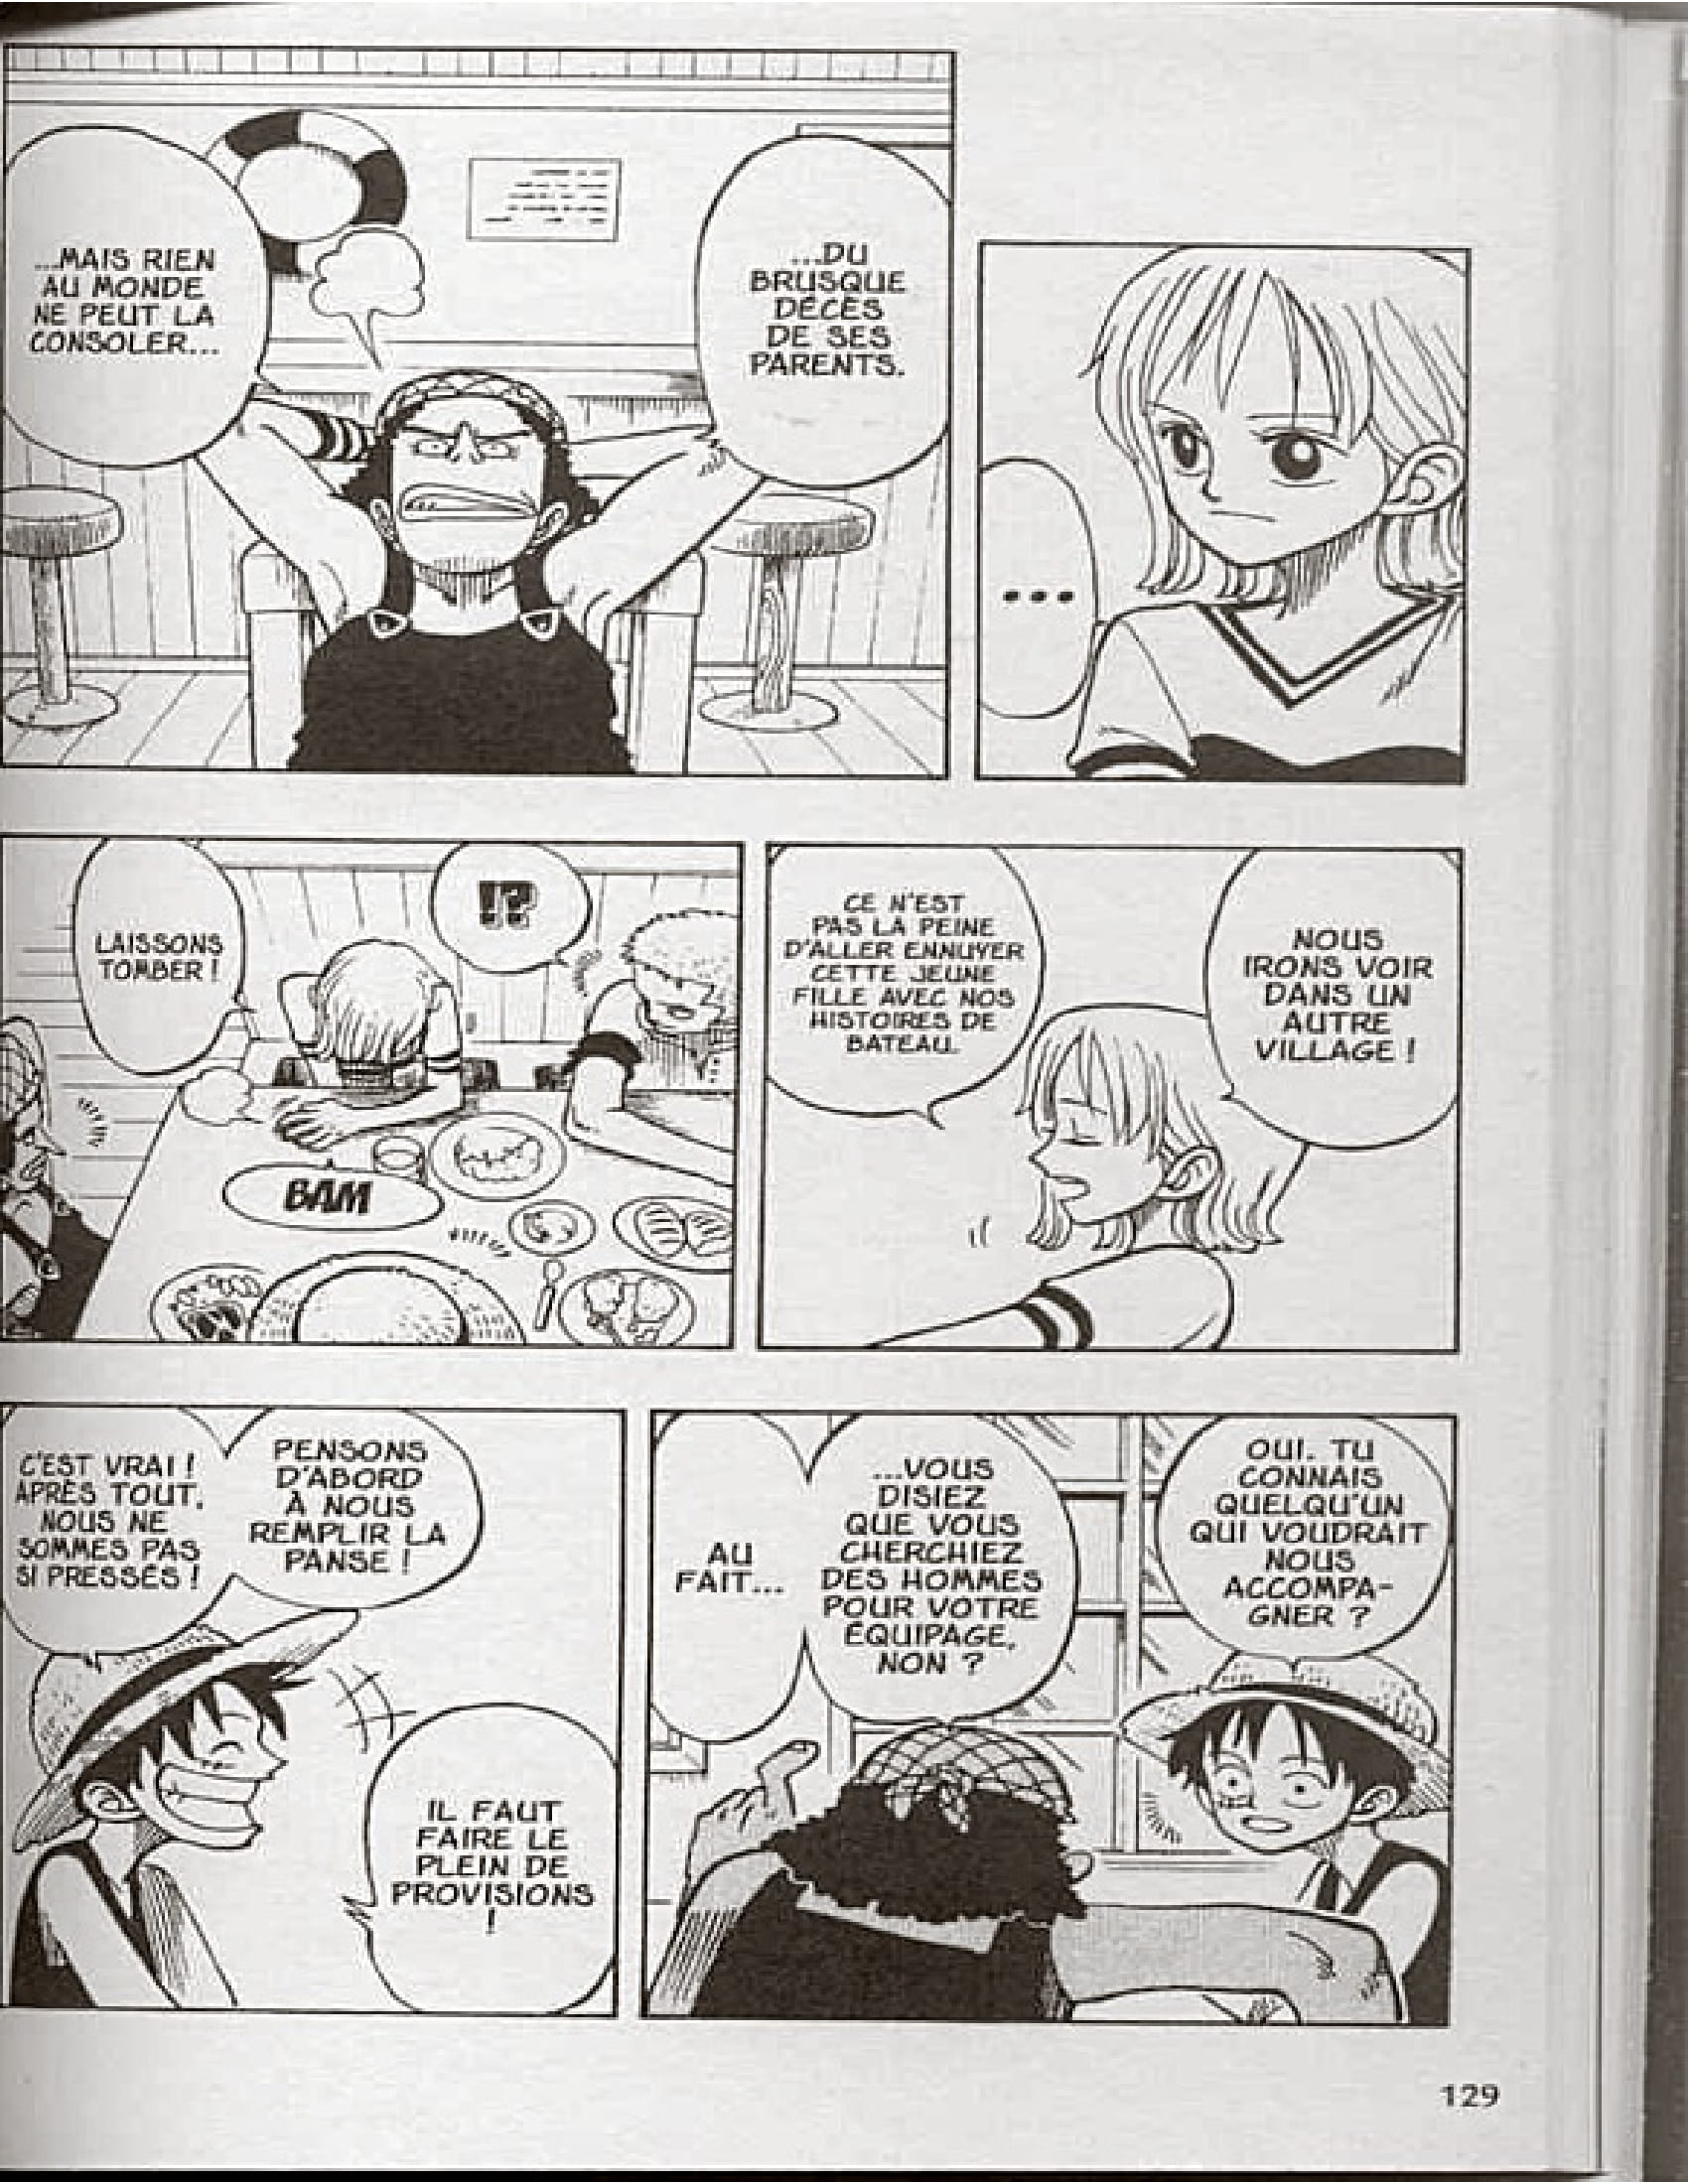 ...MAIS RIEN
AU MONDE
NE PEUT LA
CONSOLER...
...DU
BRUSQUE
DÉCÈS
DE SES
PARENTS.
...
LAISSONS
TOMBER !
!?
BAM
CE N'EST
PAS LA PEINE
D'ALLER ENNUYER
CETTE JEUNE
FILLE AVEC NOS
HISTOIRES DE
BATEAU.
NOUS
IRONS VOIR
DANS UN
AUTRE
VILLAGE !
C'EST VRAI !
APRÈS TOUT,
NOUS NE
SOMMES PAS
SI PRESSÉS !
PENSONS
D'ABORD
À NOUS
REMPLIR LA
PANSE !
IL FAUT
FAIRE LE
PLEIN DE
PROVISIONS
!
AU
FAIT...
...VOUS
DISIEZ
QUE VOUS
CHERCHIEZ
DES HOMMES
POUR VOTRE
ÉQUIPAGE,
NON ?
OUI. TU
CONNAIS
QUELQU'UN
QUI VOUDRAIT
NOUS
ACCOMPA-
GNER ?
129